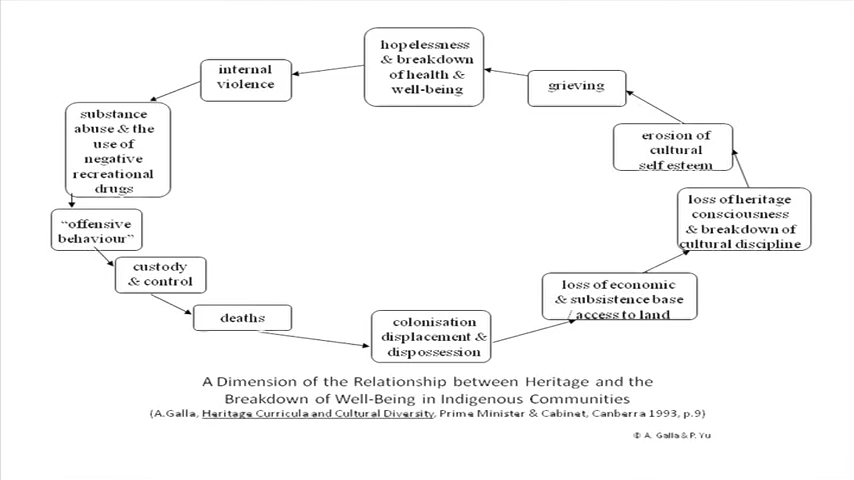 hopelessness
& breakdown
of health &
well-being
internal
violence
grieving
substance
abuse & the
use of
negative
recreational
drugs
erosion of
cultural
self esteem
loss of heritage
consciousness
& breakdown of
cultural discipline
"offensive
behaviour"
custody
& control
loss of economic
& subsistence base
/ access to land
deaths
colonisation
displacement &
dispossession
A Dimension of the Relationship between Heritage and the
Breakdown of Well-Being in Indigenous Communities
(A.Galla, Heritage Curricula and Cultural Diversity, Prime Minister & Cabinet, Canberra 1993, p.9)
© A. Galla & P. Yu